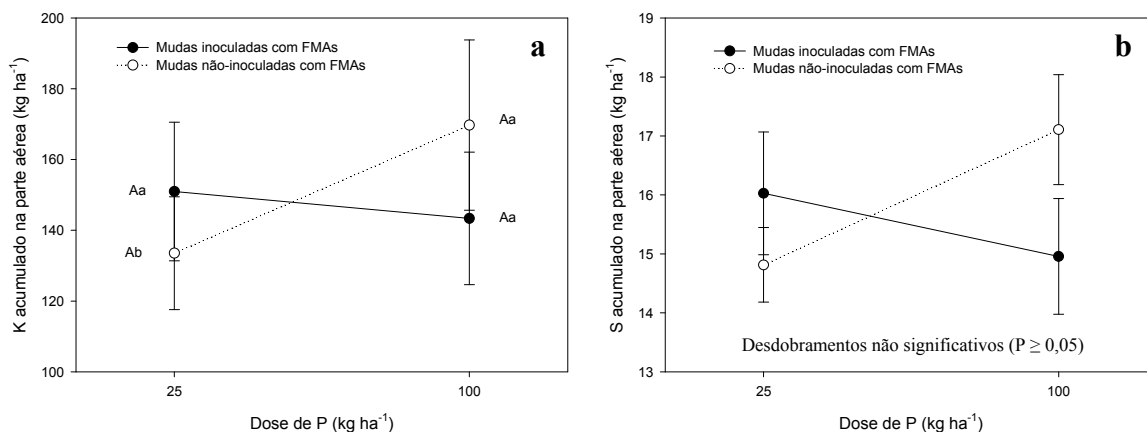 a
Mudas inoculadas com FMAs
Mudas não-inoculadas com FMAs
K acumulado na parte aérea (kg ha⁻¹)
200
180
160
140
120
100
Aa
Ab
Aa
Aa
25
100
Dose de P (kg ha⁻¹)
b
Mudas inoculadas com FMAs
Mudas não-inoculadas com FMAs
S acumulado na parte aérea (kg ha⁻¹)
19
18
17
16
15
14
13
Desdobramentos não significativos (P ≥ 0,05)
25
100
Dose de P (kg ha⁻¹)